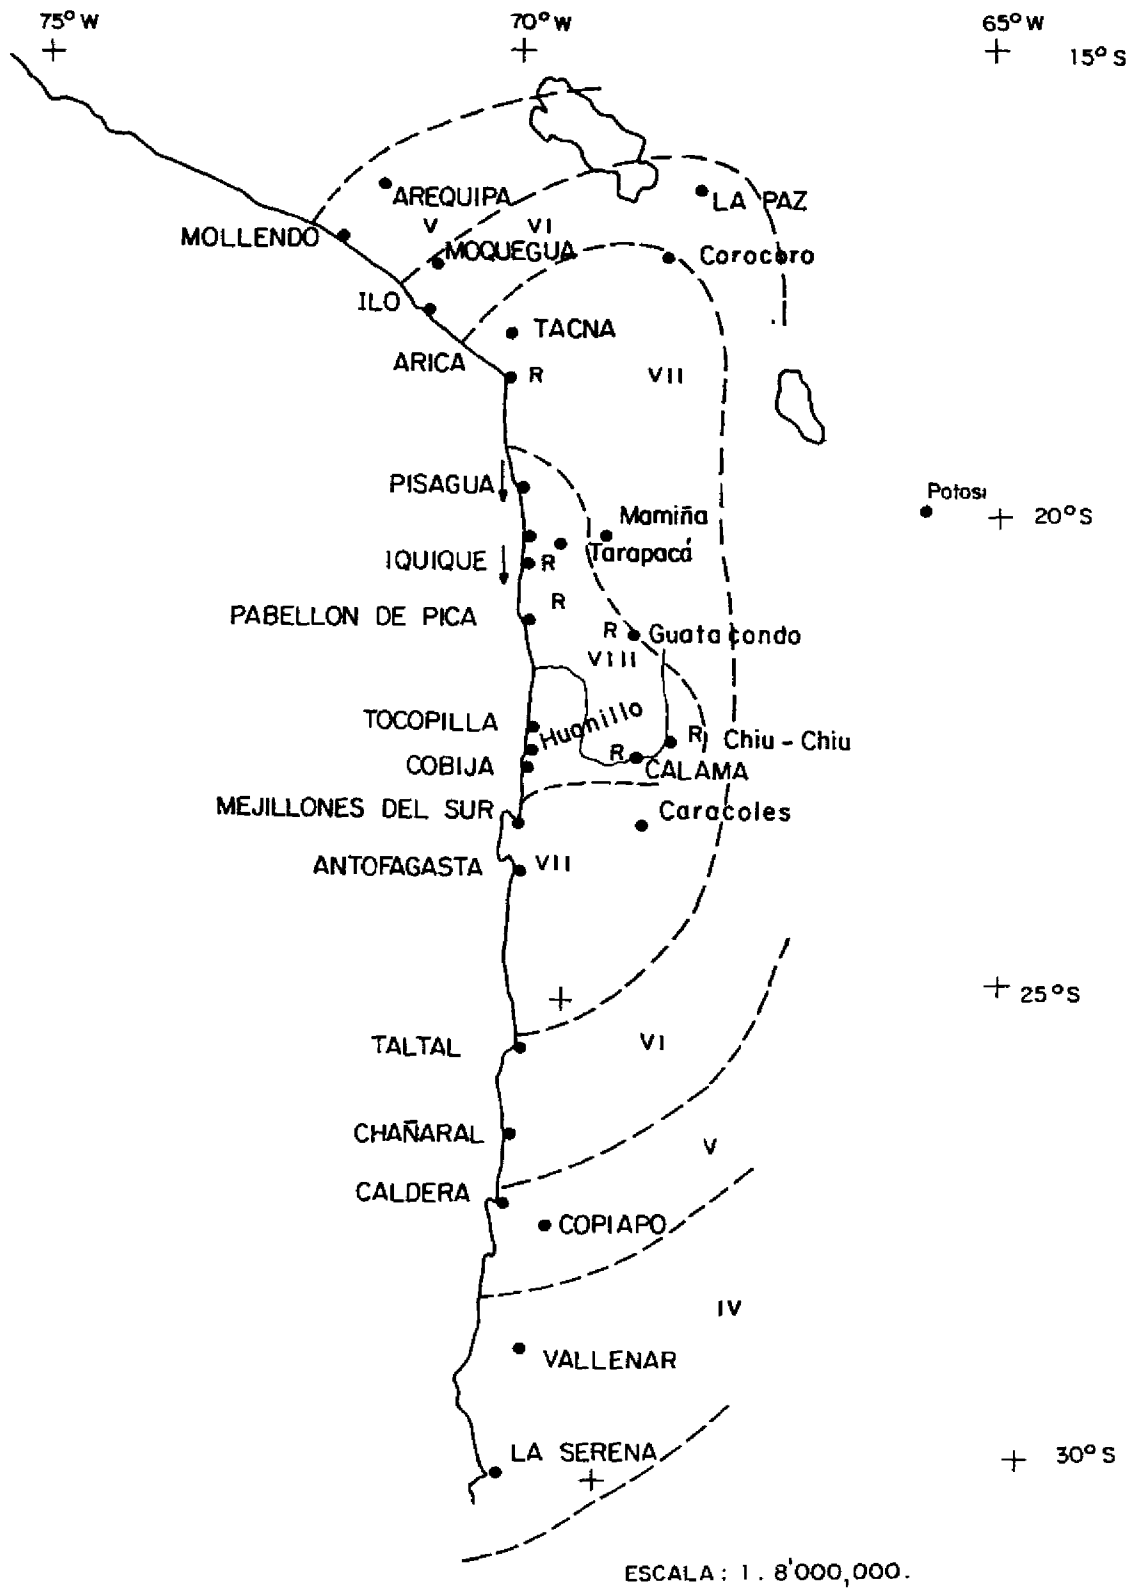 75°W 70°W 65°W
15°S
AREQUIPA
LA PAZ
V VI
MOLLENDO
MOQUEGUA
Corocoro
ILO
TACNA
ARICA
R
VII
PISAGUA
Potosi
Mamiña
20°S
Tarapacá
IQUIQUE R
R
PABELLON DE PICA
R Guatacondo
VIII
TOCOPILLA
Huanillo
R Chiu - Chiu
R
COBIJA
CALAMA
MEJILLONES DEL SUR
Caracoles
ANTOFAGASTA VII
25°S
TALTAL
VI
CHAÑARAL
V
CALDERA
COPIAPO
IV
VALLENAR
LA SERENA
30°S
ESCALA: 1. 8'000,000.